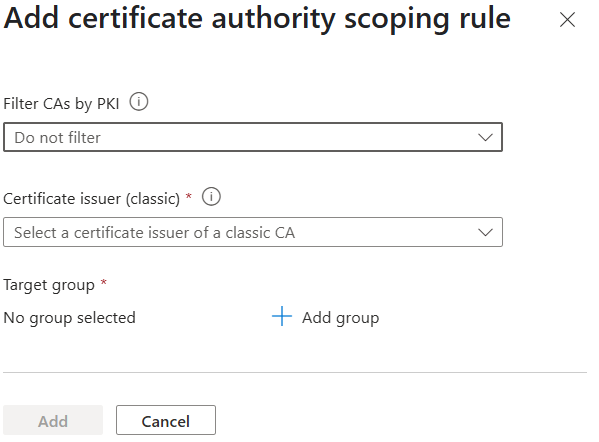 Add certificate authority scoping rule
Filter CAs by PKI
Do not filter
Certificate issuer (classic) *
Select a certificate issuer of a classic CA
Target group *
No group selected
Add group
Add
Cancel